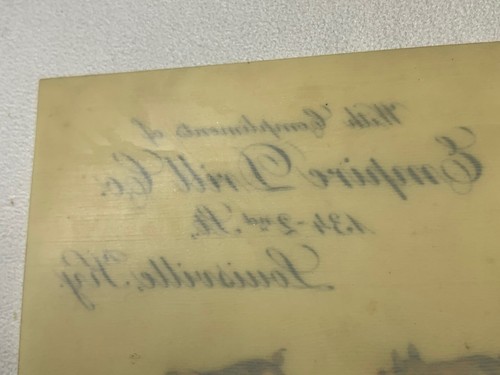 With Compliments of
Empire Drill Co.
134-2nd. St.
Louisville, Ky.